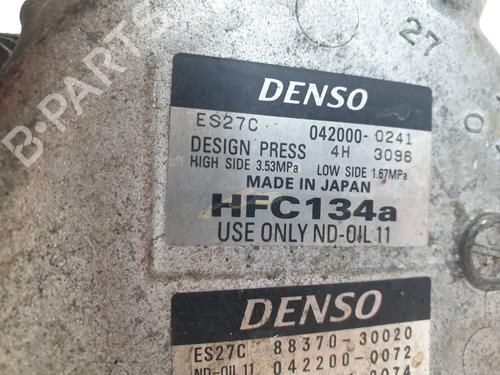 B-PARTS
27
0
DENSO
ES27C 042000-0241
DESIGN PRESS 4H 3096
HIGH SIDE 3.53MPa LOW SIDE 1.67MPa
MADE IN JAPAN
HFC134a
USE ONLY ND-OIL 11
DENSO
ES27C 88370-30020
ND-OIL 11 042200-0072